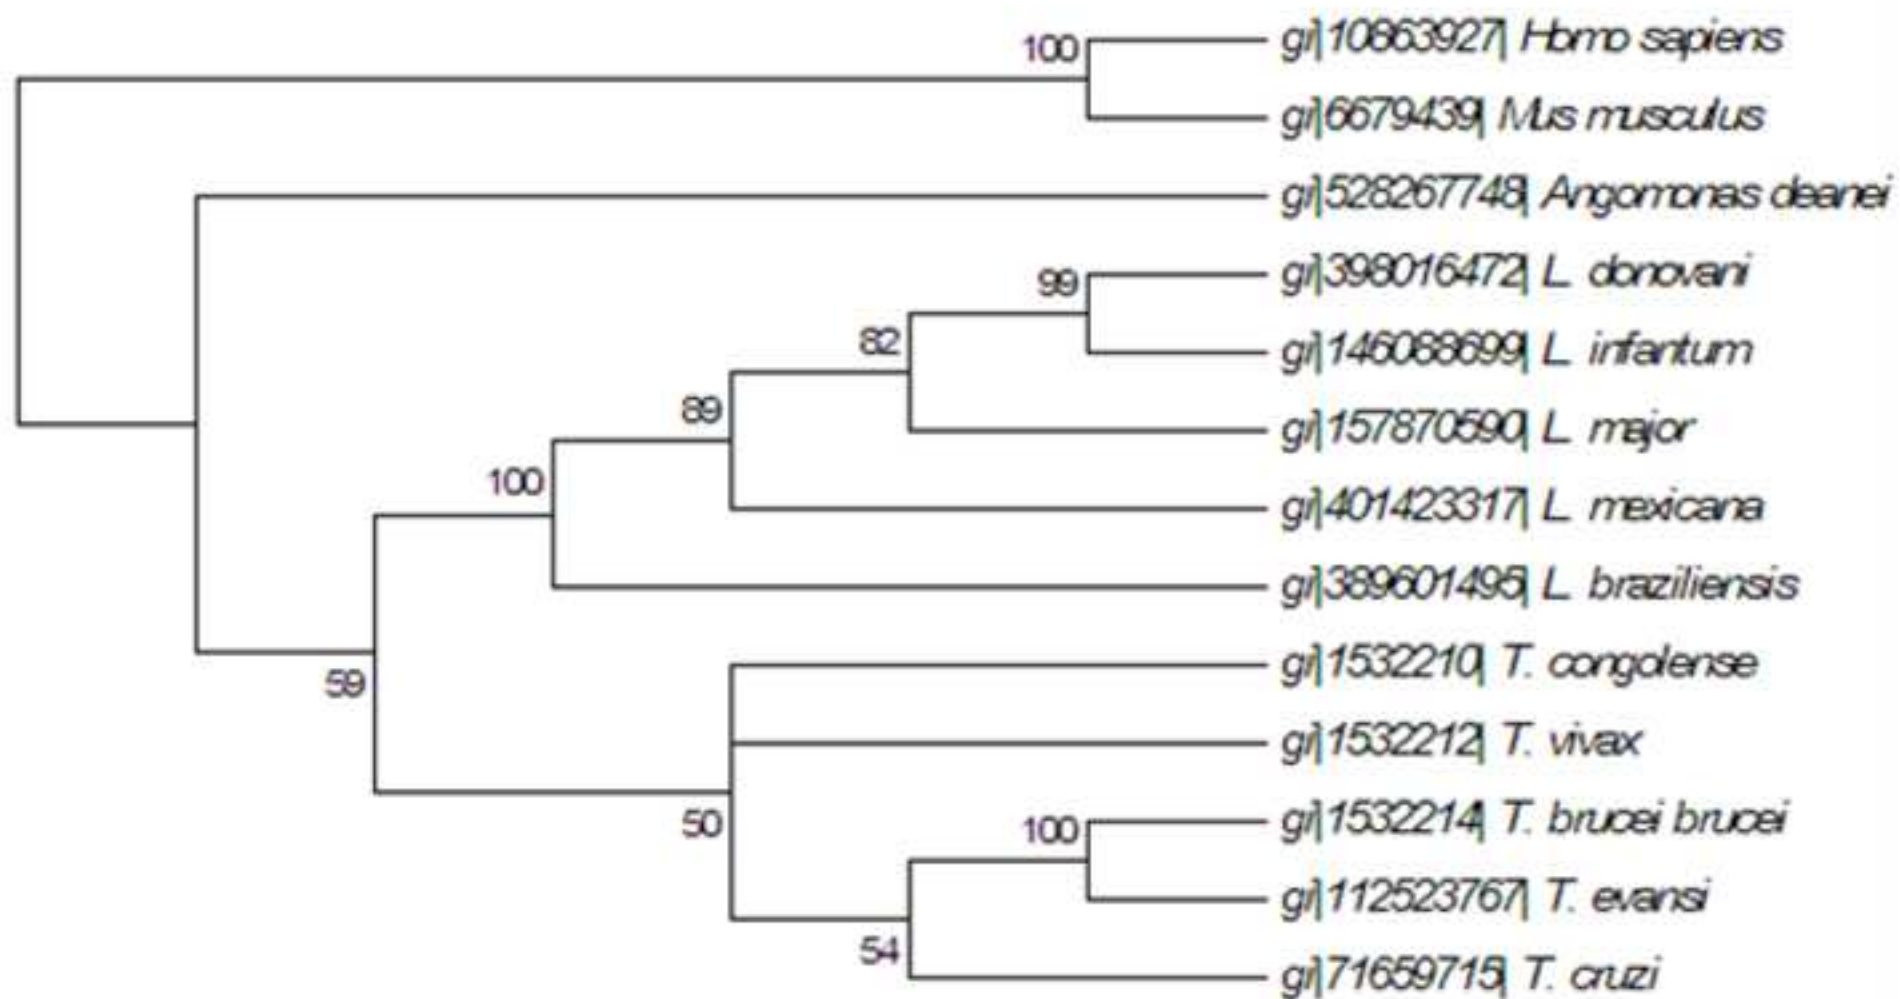 100
gi|10863927| Homo sapiens
gi|6679439| Mus musculus
gi|528267748| Angomonas deanei
99
gi|398016472| L. donovani
82
gi|146088699| L. infantum
89
gi|157870590| L. major
100
gi|401423317| L. mexicana
gi|389601495| L. braziliensis
59
gi|1532210| T. congolense
gi|1532212| T. vivax
50
100
gi|1532214| T. brucei brucei
gi|112523767| T. evansi
54
gi|71659715| T. cruzi